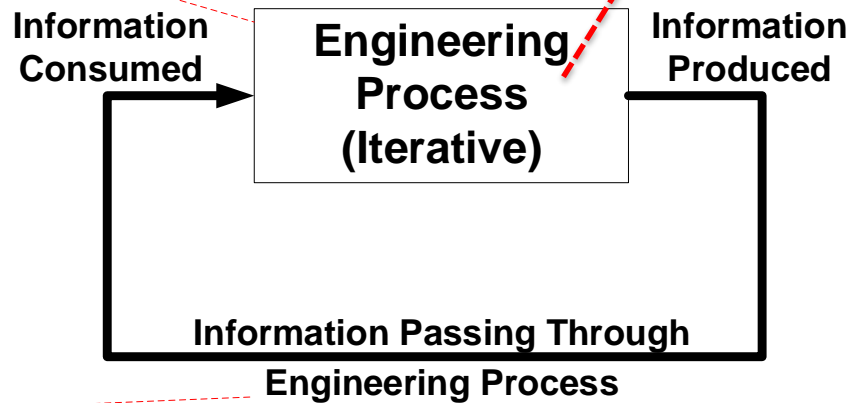 Information
Consumed
Engineering
Process
(Iterative)
Information
Produced
Information Passing Through
Engineering Process